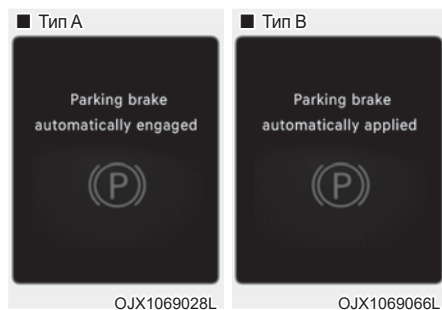 ■ Тип A
Parking brake
automatically engaged
P
OJX1069028L
■ Тип B
Parking brake
automatically applied
P
OJX1069066L